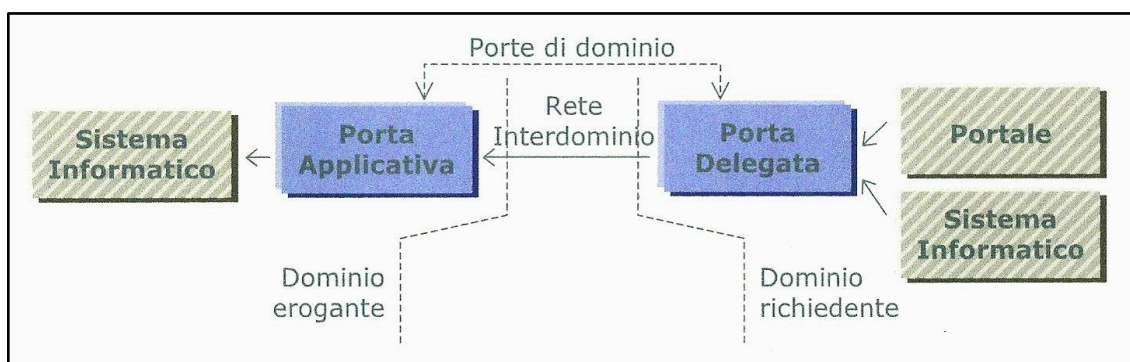 Porte di dominio
Sistema
Informatico
Porta
Applicativa
Rete
Interdominio
Porta
Delegata
Portale
Sistema
Informatico
Dominio
erogante
Dominio
richiedente